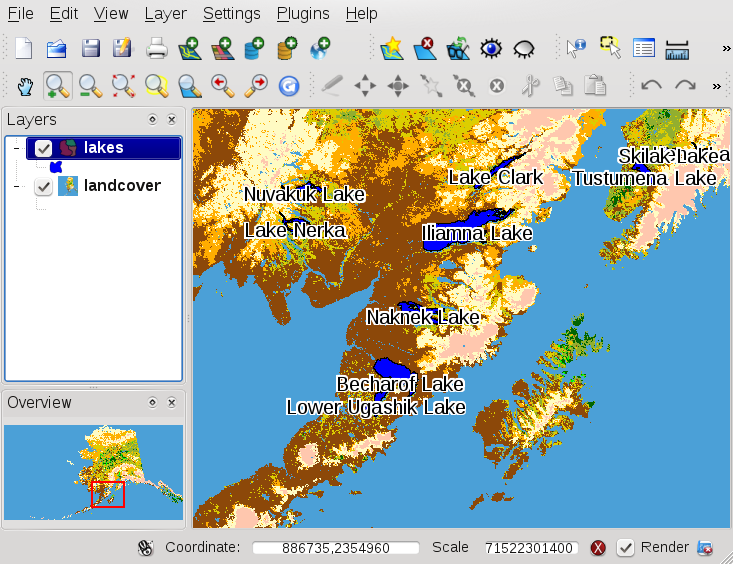 File Edit View Layer Settings Plugins Help
»
»
Layers
lakes
landcover
Overview
Skilak Lake
Tustumena Lake
Lake Clark
Nuvakuk Lake
Lake Nerka
Iliamna Lake
Naknek Lake
Becharof Lake
Lower Ugashik Lake
Coordinate: 886735,2354960 Scale 71522301400 Render